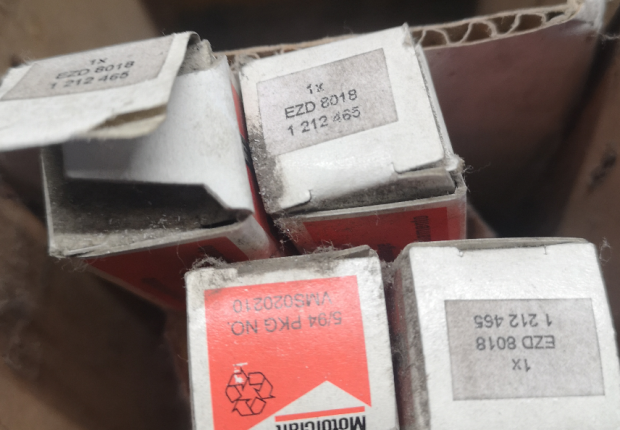 1x
EZD 8018
1 212 465
1x
EZD 8018
1 212 465
5/94 PKG NO.
VMS020210
Motorcraft
1x
EZD 8018
1 212 465